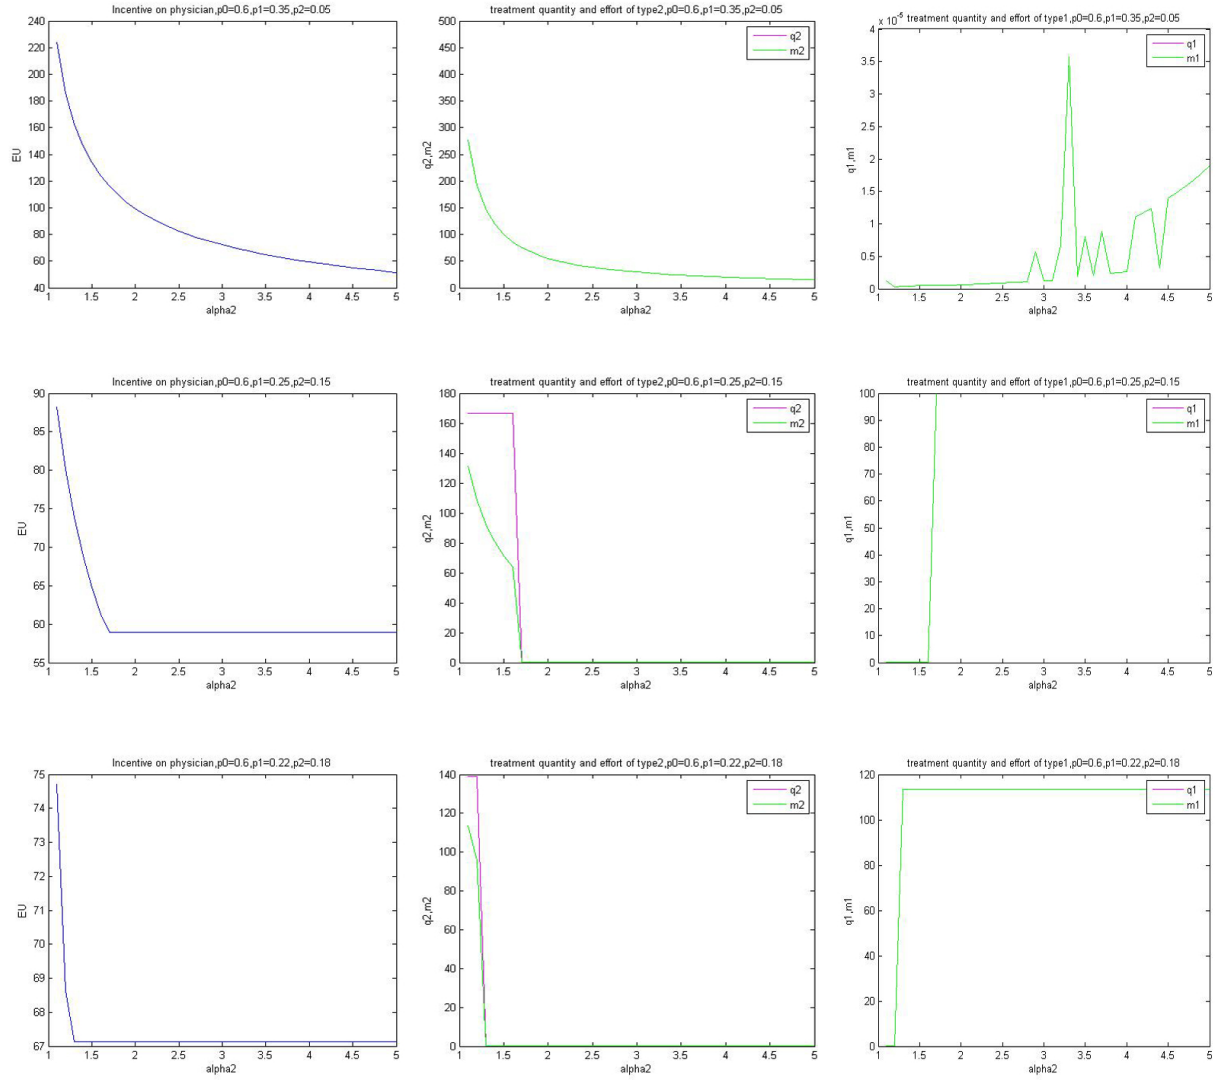 Incentive on physician,p0=0.6,p1=0.35,p2=0.05
240
220
200
180
160
140
120
100
80
60
40
EU
1 1.5 2 2.5 3 3.5 4 4.5 5
alpha2
treatment quantity and effort of type2,p0=0.6,p1=0.35,p2=0.05
500
450
400
350
300
250
200
150
100
50
0
q2,m2
q2
m2
1 1.5 2 2.5 3 3.5 4 4.5 5
alpha2
treatment quantity and effort of type1,p0=0.6,p1=0.35,p2=0.05
x 10⁻⁵
4
3.5
3
2.5
2
1.5
1
0.5
0
q1,m1
q1
m1
1 1.5 2 2.5 3 3.5 4 4.5 5
alpha2
Incentive on physician,p0=0.6,p1=0.25,p2=0.15
90
85
80
75
70
65
60
55
EU
1 1.5 2 2.5 3 3.5 4 4.5 5
alpha2
treatment quantity and effort of type2,p0=0.6,p1=0.25,p2=0.15
180
160
140
120
100
80
60
40
20
0
q2,m2
q2
m2
1 1.5 2 2.5 3 3.5 4 4.5 5
alpha2
treatment quantity and effort of type1,p0=0.6,p1=0.25,p2=0.15
100
90
80
70
60
50
40
30
20
10
0
q1,m1
q1
m1
1 1.5 2 2.5 3 3.5 4 4.5 5
alpha2
Incentive on physician,p0=0.6,p1=0.22,p2=0.18
75
74
73
72
71
70
69
68
67
EU
1 1.5 2 2.5 3 3.5 4 4.5 5
alpha2
treatment quantity and effort of type2,p0=0.6,p1=0.22,p2=0.18
140
120
100
80
60
40
20
0
q2,m2
q2
m2
1 1.5 2 2.5 3 3.5 4 4.5 5
alpha2
treatment quantity and effort of type1,p0=0.6,p1=0.22,p2=0.18
120
100
80
60
40
20
0
q1,m1
q1
m1
1 1.5 2 2.5 3 3.5 4 4.5 5
alpha2